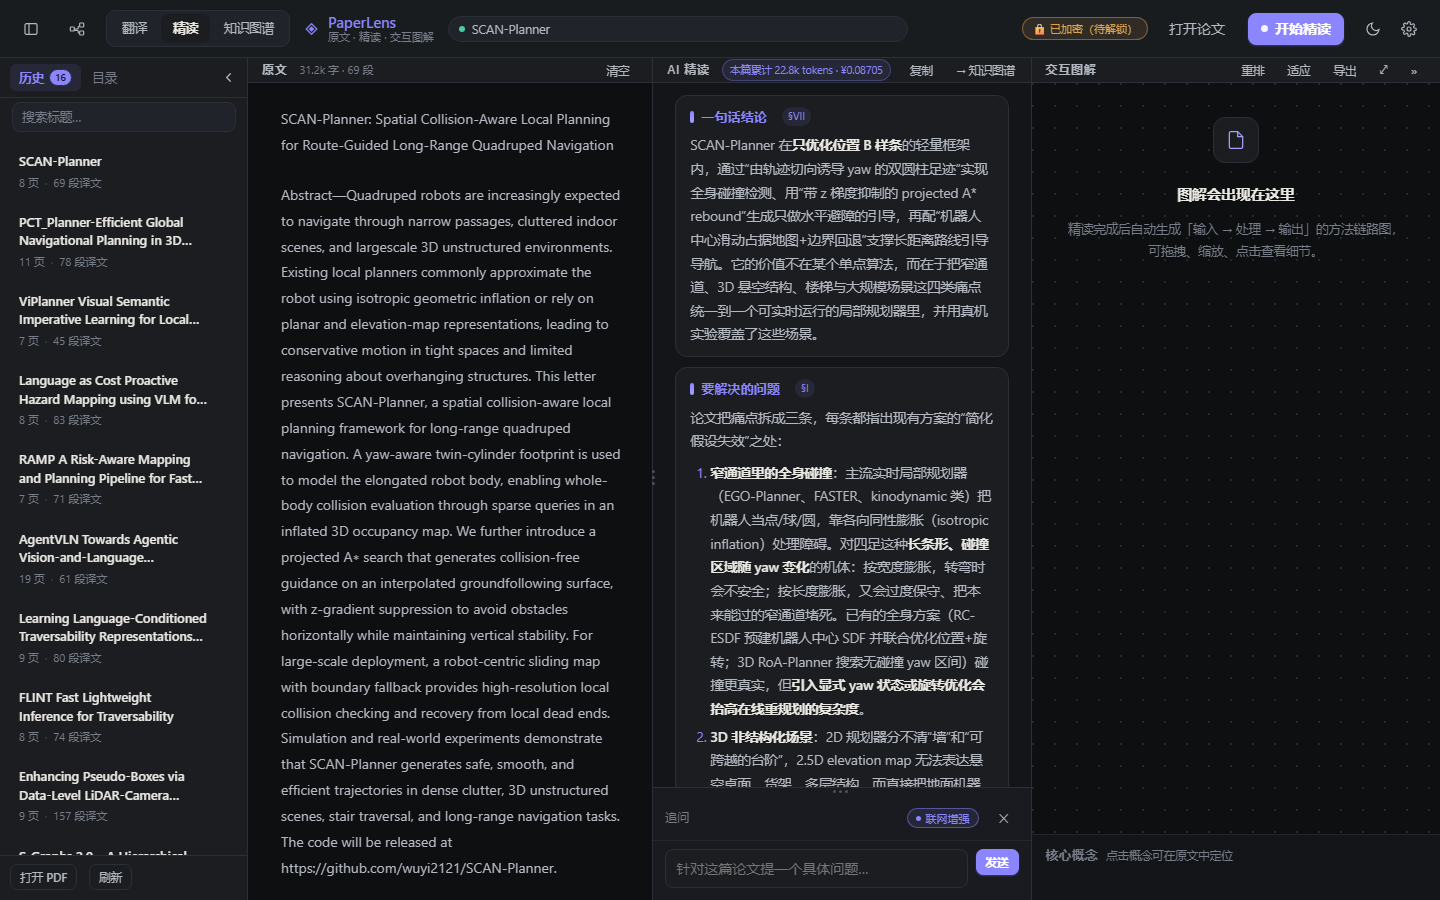 翻译 精读 知识图谱
PaperLens
原文 · 精读 · 交互图解
SCAN-Planner
已加密（待解锁）
打开论文
开始精读
历史 16 目录
搜索标题...
SCAN-Planner
8 页 · 69 段译文
PCT_Planner-Efficient Global
Navigational Planning in 3D...
11 页 · 78 段译文
ViPlanner Visual Semantic
Imperative Learning for Local...
7 页 · 45 段译文
Language as Cost Proactive
Hazard Mapping using VLM fo...
8 页 · 83 段译文
RAMP A Risk-Aware Mapping
and Planning Pipeline for Fast...
7 页 · 71 段译文
AgentVLN Towards Agentic
Vision-and-Language...
19 页 · 61 段译文
Learning Language-Conditioned
Traversability Representations...
9 页 · 80 段译文
FLINT Fast Lightweight
Inference for Traversability
8 页 · 74 段译文
Enhancing Pseudo-Boxes via
Data-Level LiDAR-Camera...
9 页 · 157 段译文
打开 PDF 刷新
原文 31.2k 字 · 69 段 清空
SCAN-Planner: Spatial Collision-Aware Local Planning
for Route-Guided Long-Range Quadruped Navigation
Abstract—Quadruped robots are increasingly expected
to navigate through narrow passages, cluttered indoor
scenes, and largescale 3D unstructured environments.
Existing local planners commonly approximate the
robot using isotropic geometric inflation or rely on
planar and elevation-map representations, leading to
conservative motion in tight spaces and limited
reasoning about overhanging structures. This letter
presents SCAN-Planner, a spatial collision-aware local
planning framework for long-range quadruped
navigation. A yaw-aware twin-cylinder footprint is used
to model the elongated robot body, enabling whole-
body collision evaluation through sparse queries in an
inflated 3D occupancy map. We further introduce a
projected A∗ search that generates collision-free
guidance on an interpolated groundfollowing surface,
with z-gradient suppression to avoid obstacles
horizontally while maintaining vertical stability. For
large-scale deployment, a robot-centric sliding map
with boundary fallback provides high-resolution local
collision checking and recovery from local dead ends.
Simulation and real-world experiments demonstrate
that SCAN-Planner generates safe, smooth, and
efficient trajectories in dense clutter, 3D unstructured
scenes, stair traversal, and long-range navigation tasks.
The code will be released at
https://github.com/wuyi2121/SCAN-Planner.
AI 精读 本篇累计 22.8k tokens · ¥0.08705 复制 →知识图谱
一句话结论 §VII
SCAN-Planner 在只优化位置 B 样条的轻量框架
内，通过“由轨迹切向诱导 yaw 的双圆柱足迹”实现
全身碰撞检测、用“带 z 梯度抑制的 projected A*
rebound”生成只做水平避障的引导，再配“机器人
中心滑动占据地图+边界回退”支撑长距离路线引导
导航。它的价值不在某个单点算法，而在于把窄通
道、3D 悬空结构、楼梯与大规模场景这四类痛点
统一到一个可实时运行的局部规划器里，并用真机
实验覆盖了这些场景。
要解决的问题 §I
论文把痛点拆成三条，每条都指出现有方案的“简化
假设失效”之处：
1. 窄通道里的全身碰撞：主流实时局部规划器
（EGO-Planner、FASTER、kinodynamic 类）把
机器人当点/球/圆，靠各向同性膨胀（isotropic
inflation）处理障碍。对四足这种长条形、碰撞
区域随 yaw 变化的机体：按宽度膨胀，转弯时
会不安全；按长度膨胀，又会过度保守、把本
来能过的窄通道堵死。已有的全身方案（RC-
ESDF 预建机器人中心 SDF 并联合优化位置+旋
转；3D RoA-Planner 搜索无碰撞 yaw 区间）碰
撞更真实，但引入显式 yaw 状态或旋转优化会
抬高在线重规划的复杂度。
2. 3D 非结构化场景：2D 规划器分不清“墙”和“可
跨越的台阶”，2.5D elevation map 无法表达悬
空桌面、货架、多层结构，而直接把地面机器
追问 联网增强
针对这篇论文提一个具体问题...
发送
交互图解 重排 适应 导出
图解会出现在这里
精读完成后自动生成「输入 → 处理 → 输出」的方法链路图，
可拖拽、缩放、点击查看细节。
核心概念 点击概念可在原文中定位